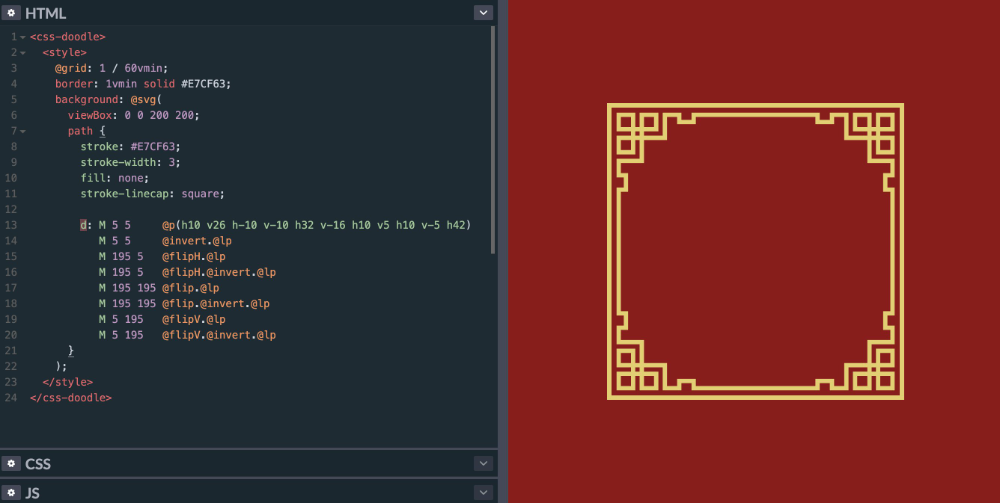 HTML
1 <css-doodle>
2 <style>
3 @grid: 1 / 60vmin;
4 border: 1vmin solid #E7CF63;
5 background: @svg(
6 viewBox: 0 0 200 200;
7 path {
8 stroke: #E7CF63;
9 stroke-width: 3;
10 fill: none;
11 stroke-linecap: square;
12
13 d: M 5 5 @p(h10 v26 h-10 v-10 h32 v-16 h10 v5 h10 v-5 h42)
14 M 5 5 @invert.@lp
15 M 195 5 @flipH.@lp
16 M 195 5 @flipH.@invert.@lp
17 M 195 195 @flip.@lp
18 M 195 195 @flip.@invert.@lp
19 M 5 195 @flipV.@lp
20 M 5 195 @flipV.@invert.@lp
21 }
22 );
23 </style>
24 </css-doodle>
CSS
JS